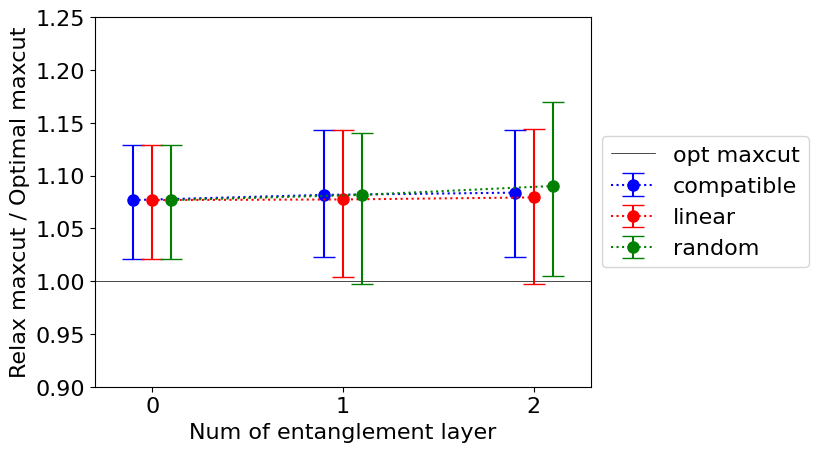 Relax maxcut / Optimal maxcut
1.25
1.20
1.15
1.10
1.05
1.00
0.95
0.90
0
1
2
Num of entanglement layer
opt maxcut
compatible
linear
random